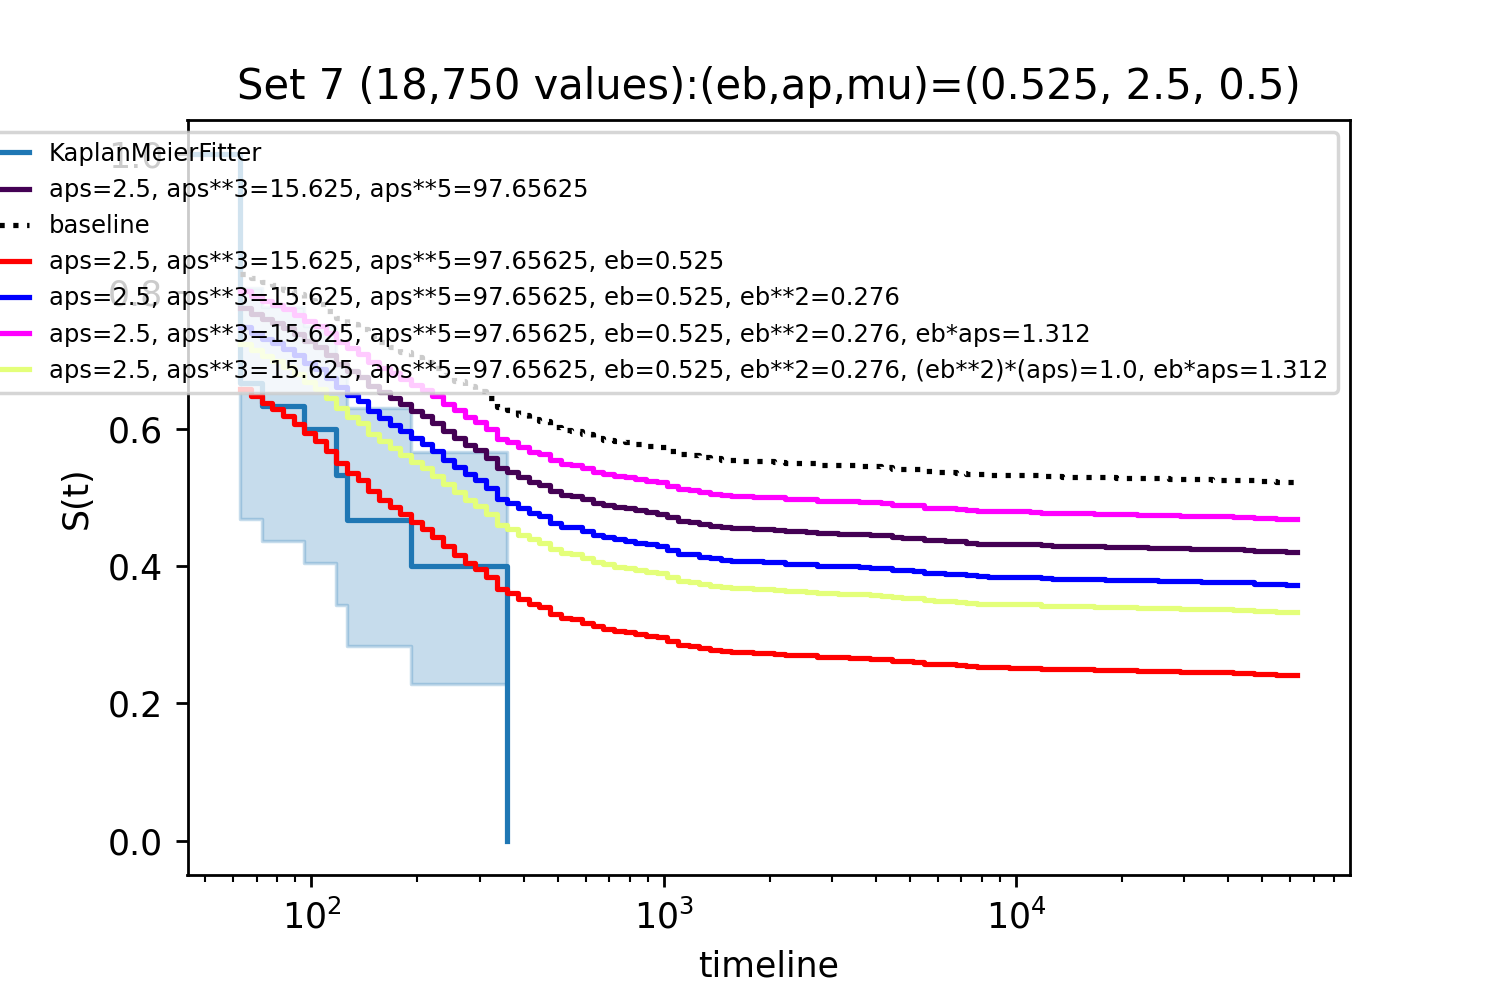 Set 7 (18,750 values):(eb,ap,mu)=(0.525, 2.5, 0.5)
KaplanMeierFitter
aps=2.5, aps**3=15.625, aps**5=97.65625
baseline
aps=2.5, aps**3=15.625, aps**5=97.65625, eb=0.525
aps=2.5, aps**3=15.625, aps**5=97.65625, eb=0.525, eb**2=0.276
aps=2.5, aps**3=15.625, aps**5=97.65625, eb=0.525, eb**2=0.276, eb*aps=1.312
aps=2.5, aps**3=15.625, aps**5=97.65625, eb=0.525, eb**2=0.276, (eb**2)*(aps)=1.0, eb*aps=1.312
S(t)
1.0
0.8
0.6
0.4
0.2
0.0
10² 10³ 10⁴
timeline